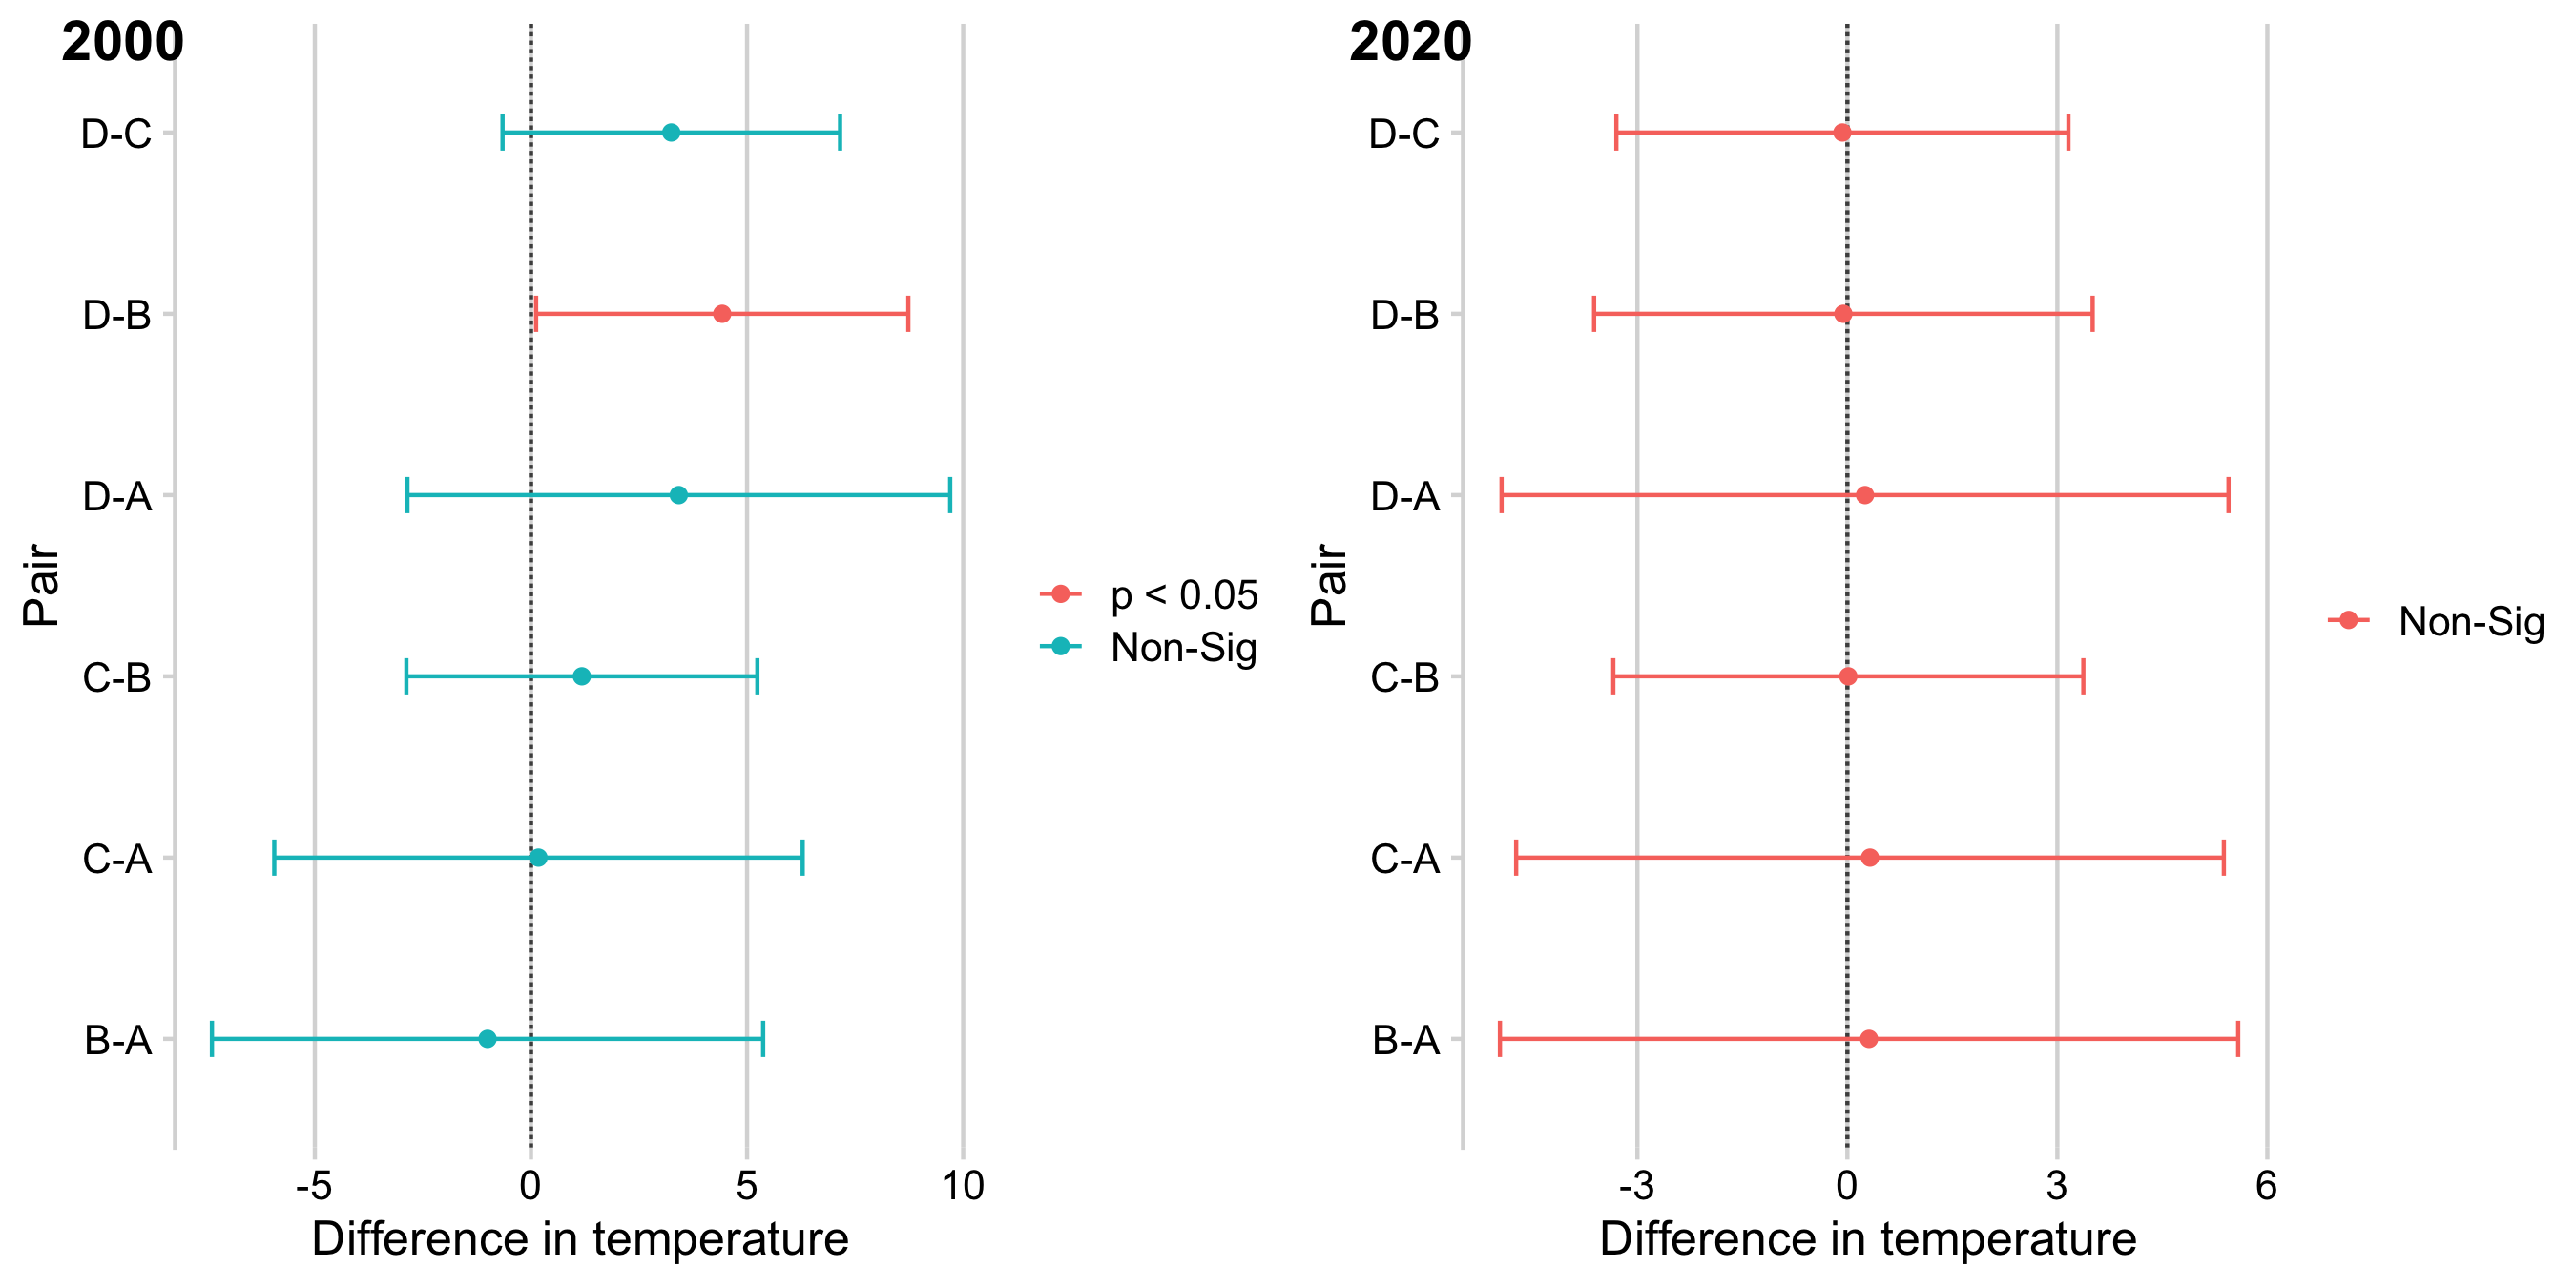 2000
D-C
D-B
D-A
C-B
C-A
B-A
Pair
-5 0 5 10
Difference in temperature
p < 0.05
Non-Sig
2020
D-C
D-B
D-A
C-B
C-A
B-A
Pair
-3 0 3 6
Difference in temperature
Non-Sig